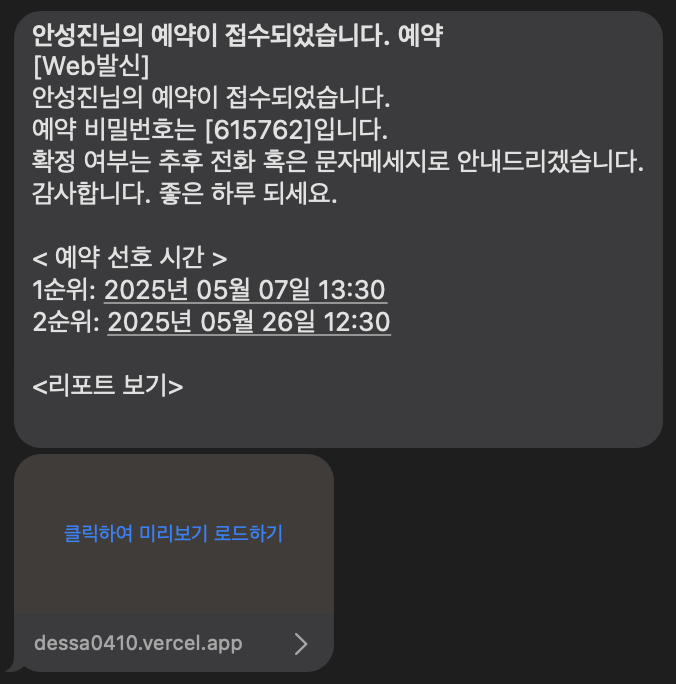 안성진님의 예약이 접수되었습니다. 예약
[Web발신]
안성진님의 예약이 접수되었습니다.
예약 비밀번호는 [615762]입니다.
확정 여부는 추후 전화 혹은 문자메세지로 안내드리겠습니다.
감사합니다. 좋은 하루 되세요.
< 예약 선호 시간 >
1순위: 2025년 05월 07일 13:30
2순위: 2025년 05월 26일 12:30
<리포트 보기>
클릭하여 미리보기 로드하기
dessa0410.vercel.app